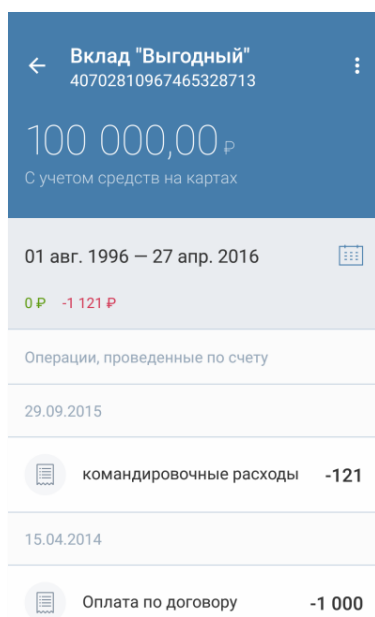 Вклад "Выгодный"
40702810967465328713
100 000,00 ₽
С учетом средств на картах
01 авг. 1996 — 27 апр. 2016
0 ₽ -1 121 ₽
Операции, проведенные по счету
29.09.2015
командировочные расходы -121
15.04.2014
Оплата по договору -1 000